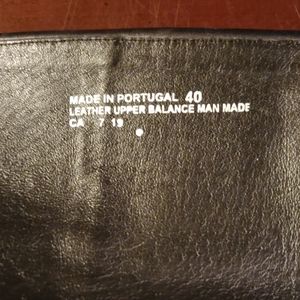 MADE IN PORTUGAL 40
LEATHER UPPER BALANCE MAN MADE
CA 7 19